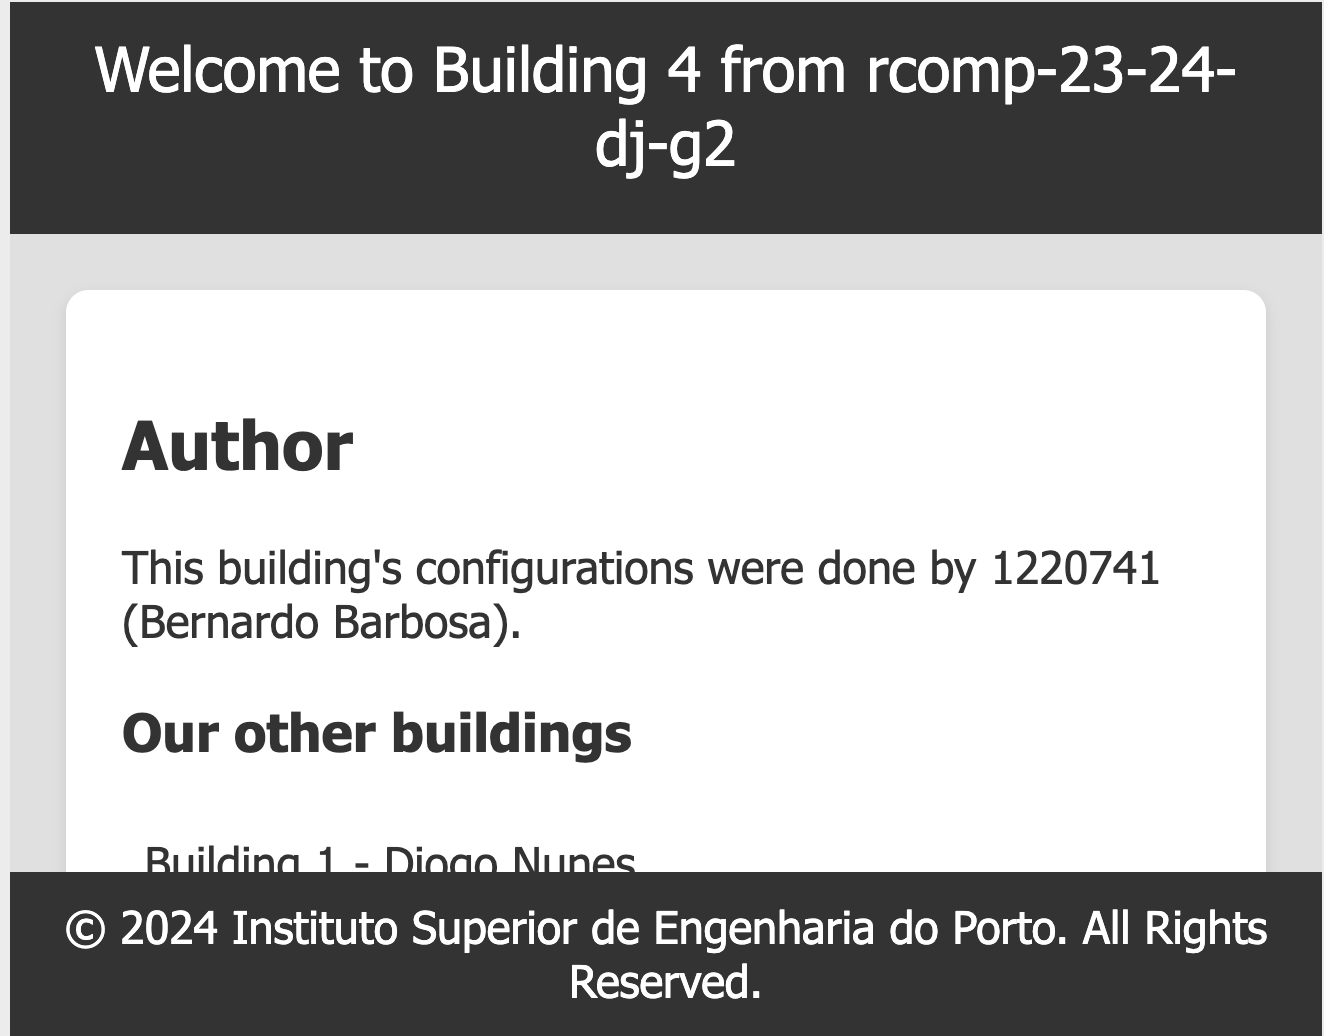 Welcome to Building 4 from rcomp-23-24-
dj-g2
Author
This building's configurations were done by 1220741
(Bernardo Barbosa).
Our other buildings
Building 1 - Diogo Nunes
© 2024 Instituto Superior de Engenharia do Porto. All Rights
Reserved.